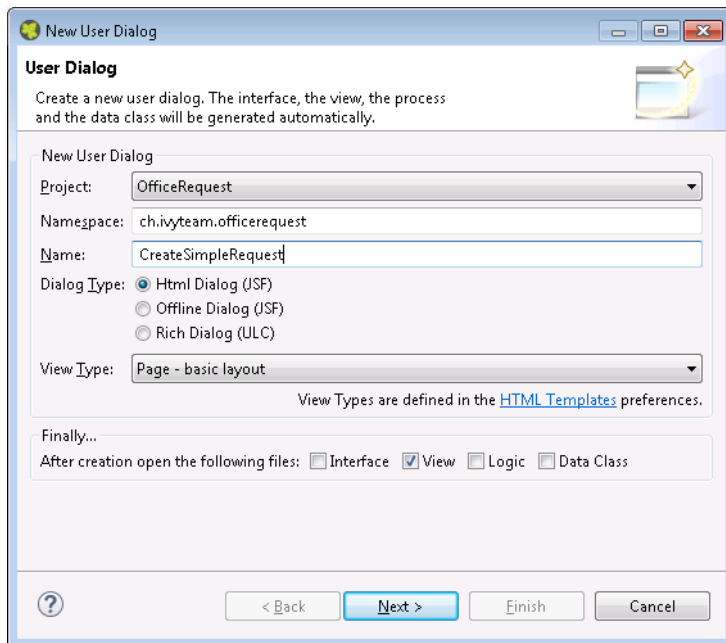 New User Dialog
User Dialog
Create a new user dialog. The interface, the view, the process
and the data class will be generated automatically.
New User Dialog
Project: OfficeRequest
Namespace: ch.ivyteam.officerequest
Name: CreateSimpleRequest
Dialog Type: Html Dialog (JSF)
Offline Dialog (JSF)
Rich Dialog (ULC)
View Type: Page - basic layout
View Types are defined in the HTML Templates preferences.
Finally...
After creation open the following files: Interface View Logic Data Class
? < Back Next > Finish Cancel